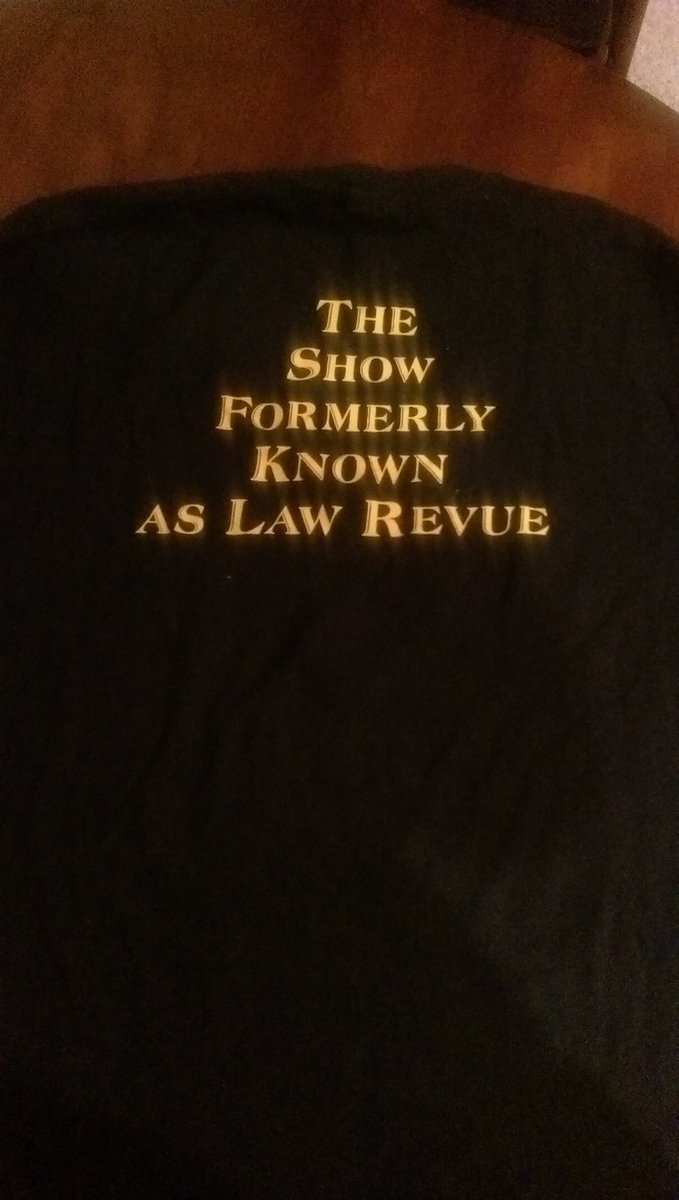 THE
SHOW
FORMERLY
KNOWN
AS LAW REVUE